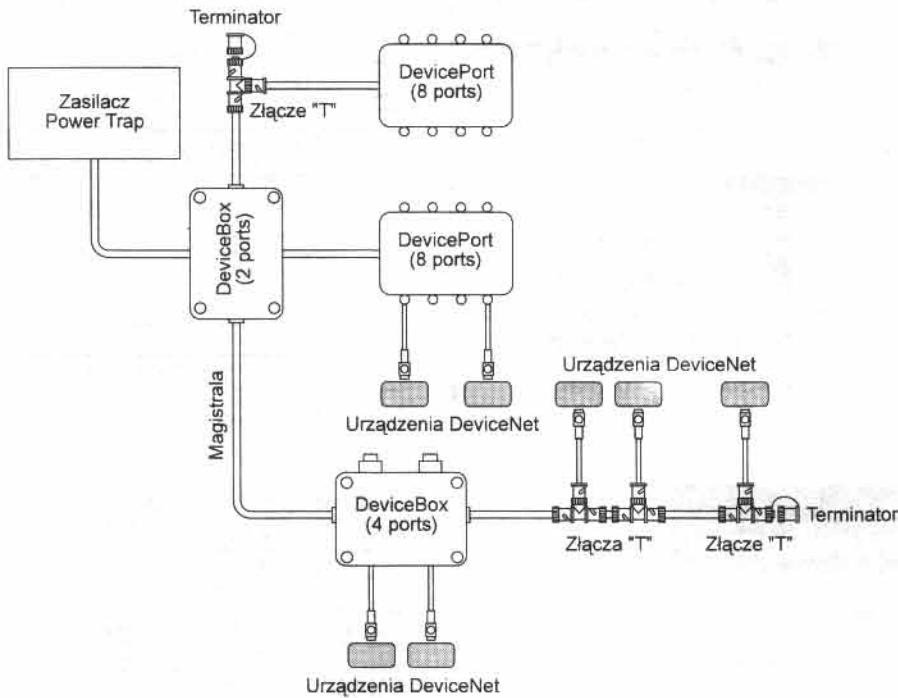 Terminator
DevicePort
(8 ports)
Złącze "T"
Zasilacz
Power Trap
DeviceBox
(2 ports)
DevicePort
(8 ports)
Magistrala
Urządzenia DeviceNet
Urządzenia DeviceNet
DeviceBox
(4 ports)
Terminator
Złącza "T"
Złącze "T"
Urządzenia DeviceNet